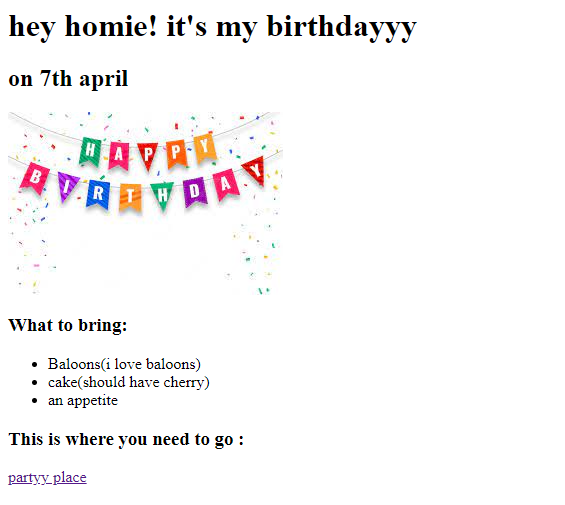 hey homie! it's my birthdayyy
on 7th april
HAPPY
BIRTHDAY
What to bring:
Baloons(i love baloons)
cake(should have cherry)
an appetite
This is where you need to go :
partyy place